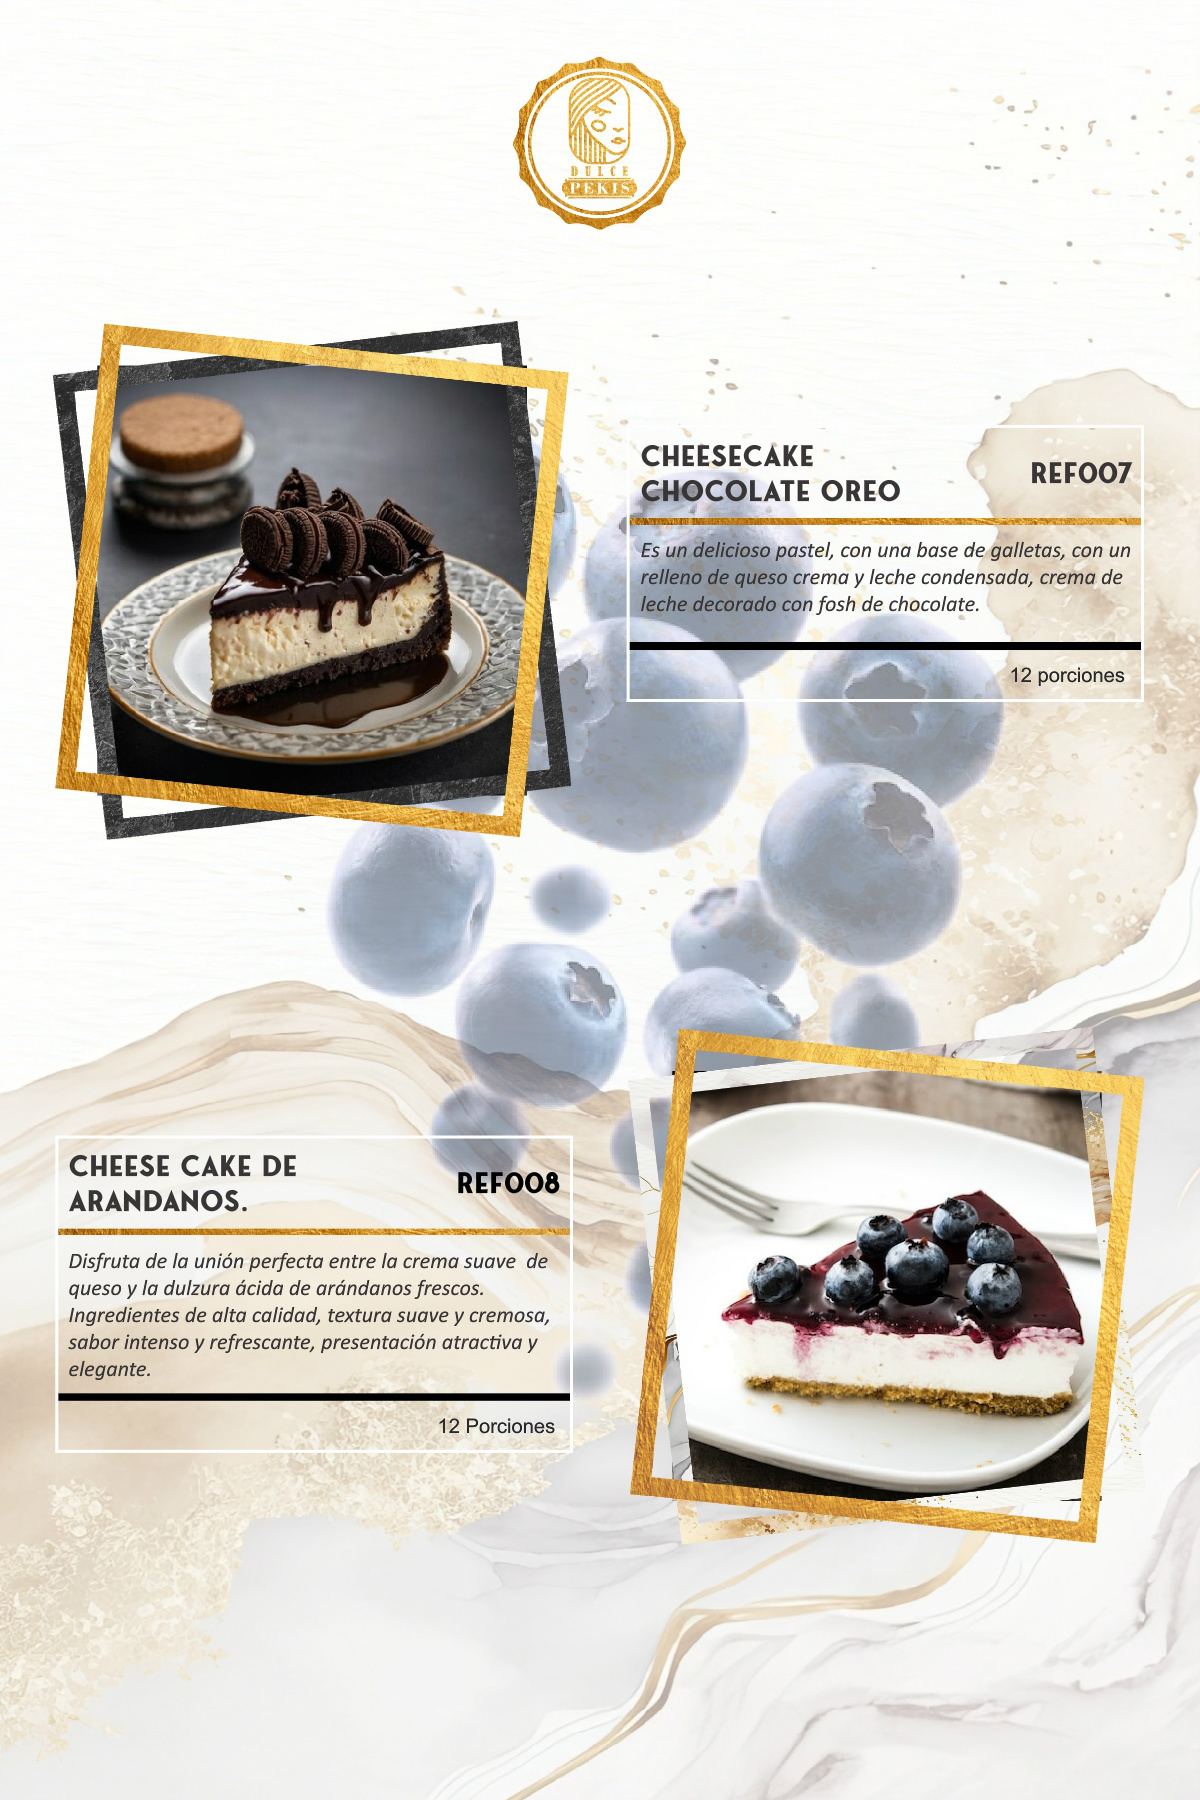 DULCE
PEKIS
CHEESECAKE
CHOCOLATE OREO
REF007
Es un delicioso pastel, con una base de galletas, con un
relleno de queso crema y leche condensada, crema de
leche decorado con fosh de chocolate.
12 porciones
CHEESE CAKE DE
ARANDANOS.
REF008
Disfruta de la unión perfecta entre la crema suave  de
queso y la dulzura ácida de arándanos frescos.
Ingredientes de alta calidad, textura suave y cremosa,
sabor intenso y refrescante, presentación atractiva y
elegante.
12 Porciones